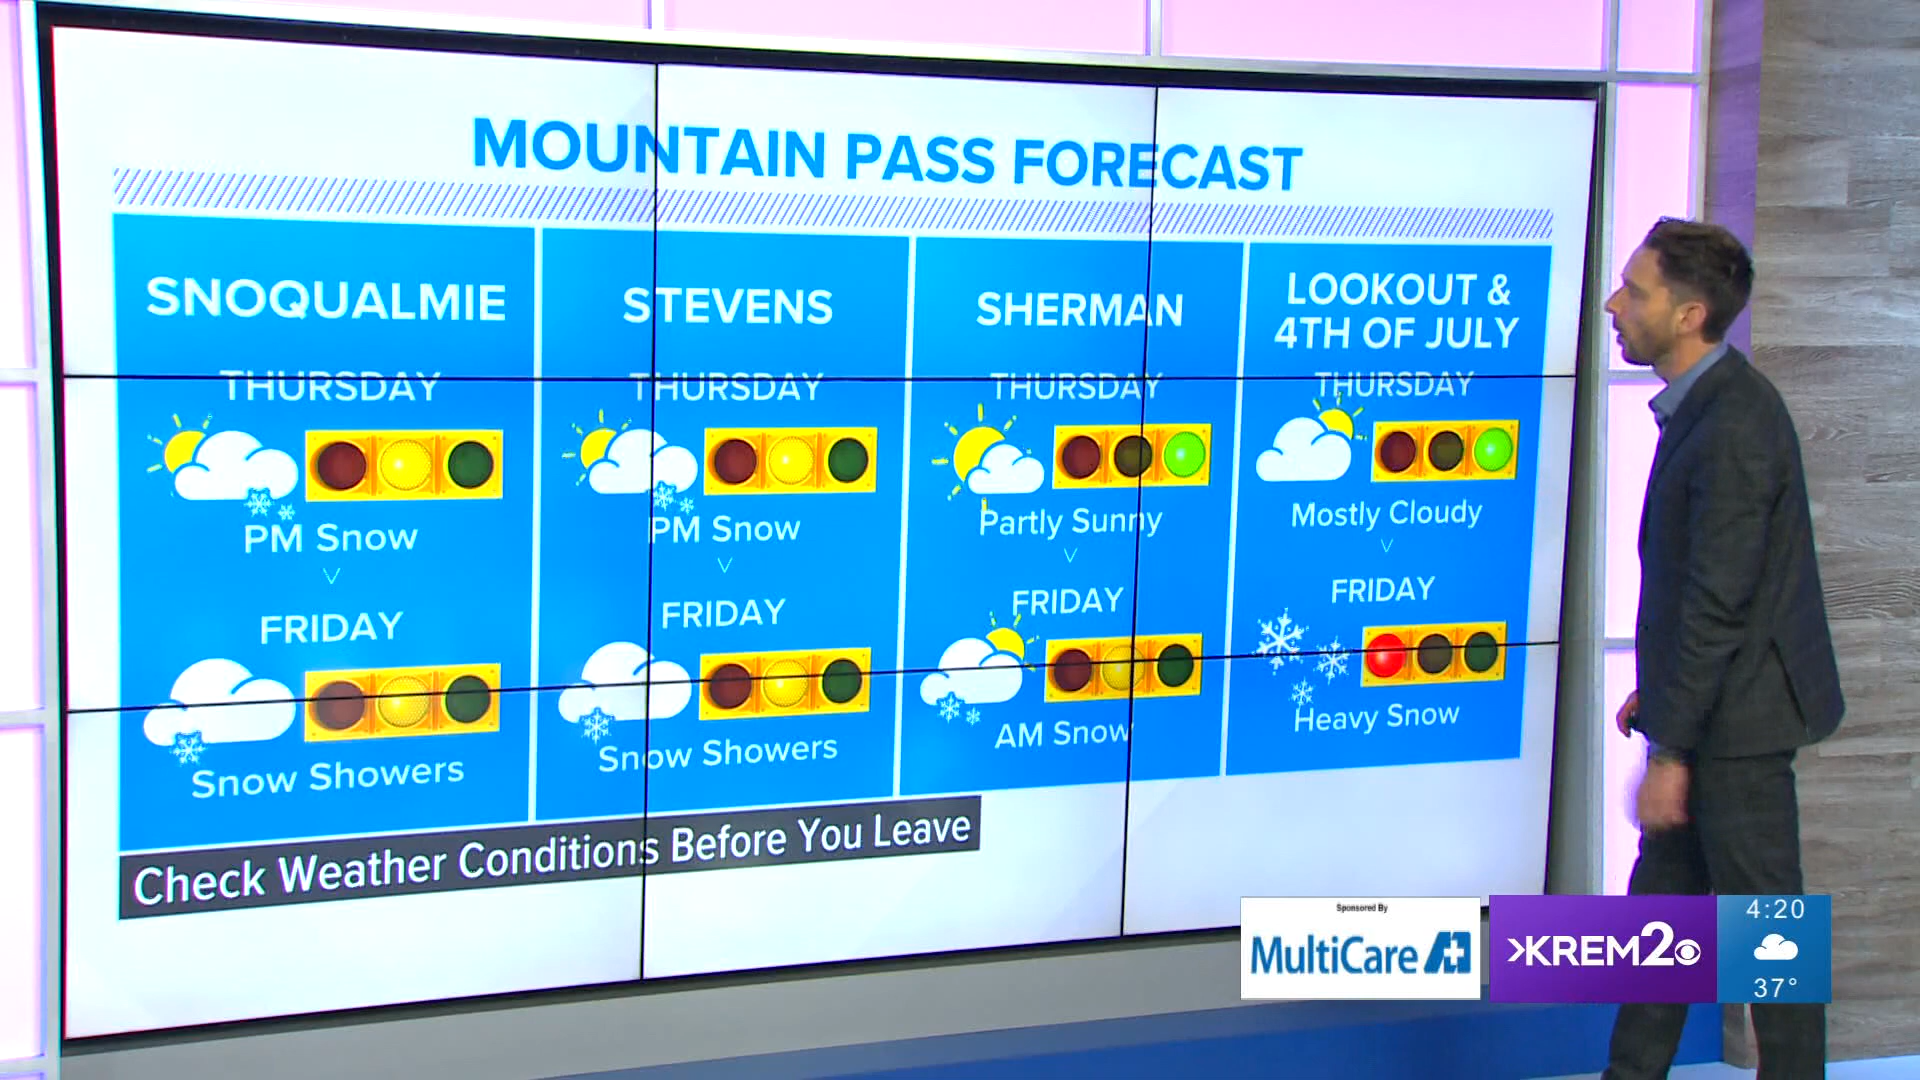 MOUNTAIN PASS FORECAST
SNOQUALMIE
THURSDAY
PM Snow
FRIDAY
Snow Showers
STEVENS
THURSDAY
PM Snow
FRIDAY
Snow Showers
SHERMAN
THURSDAY
Partly Sunny
FRIDAY
AM Snow
LOOKOUT &
4TH OF JULY
THURSDAY
Mostly Cloudy
FRIDAY
Heavy Snow
Check Weather Conditions Before You Leave
Sponsored By
MultiCare
KREM2
4:20
37°